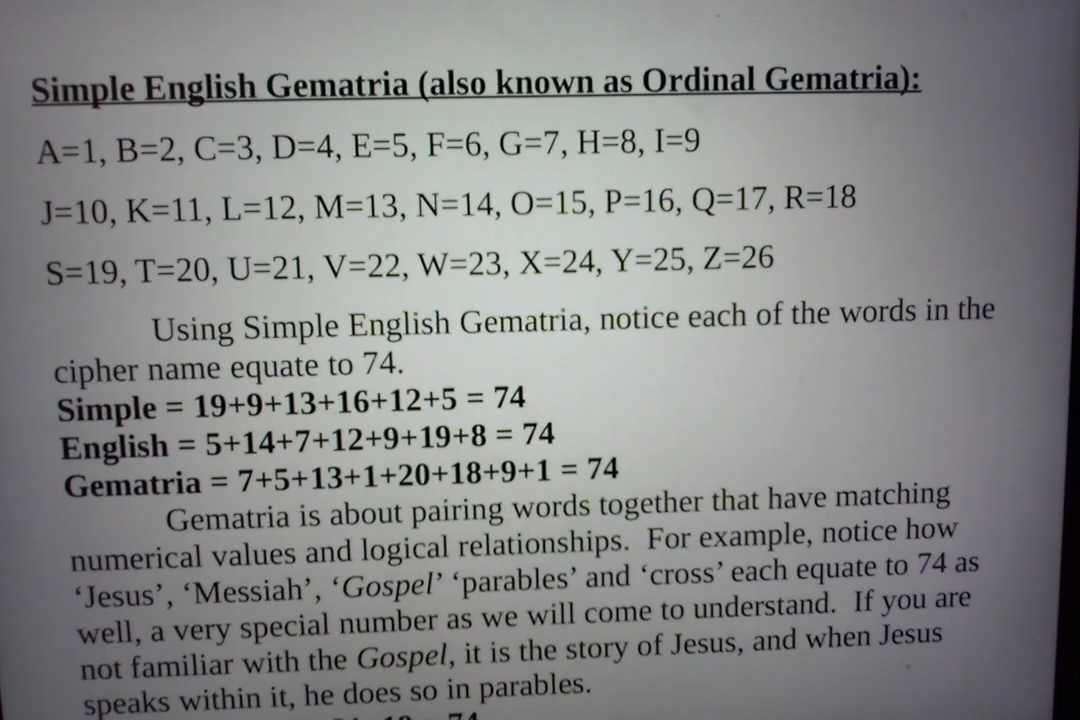 Simple English Gematria (also known as Ordinal Gematria):
A=1, B=2, C=3, D=4, E=5, F=6, G=7, H=8, I=9
J=10, K=11, L=12, M=13, N=14, O=15, P=16, Q=17, R=18
S=19, T=20, U=21, V=22, W=23, X=24, Y=25, Z=26
Using Simple English Gematria, notice each of the words in the
cipher name equate to 74.
Simple = 19+9+13+16+12+5 = 74
English = 5+14+7+12+9+19+8 = 74
Gematria = 7+5+13+1+20+18+9+1 = 74
Gematria is about pairing words together that have matching
numerical values and logical relationships.  For example, notice how
‘Jesus’, ‘Messiah’, ‘Gospel’ ‘parables’ and ‘cross’ each equate to 74 as
well, a very special number as we will come to understand.  If you are
not familiar with the Gospel, it is the story of Jesus, and when Jesus
speaks within it, he does so in parables.